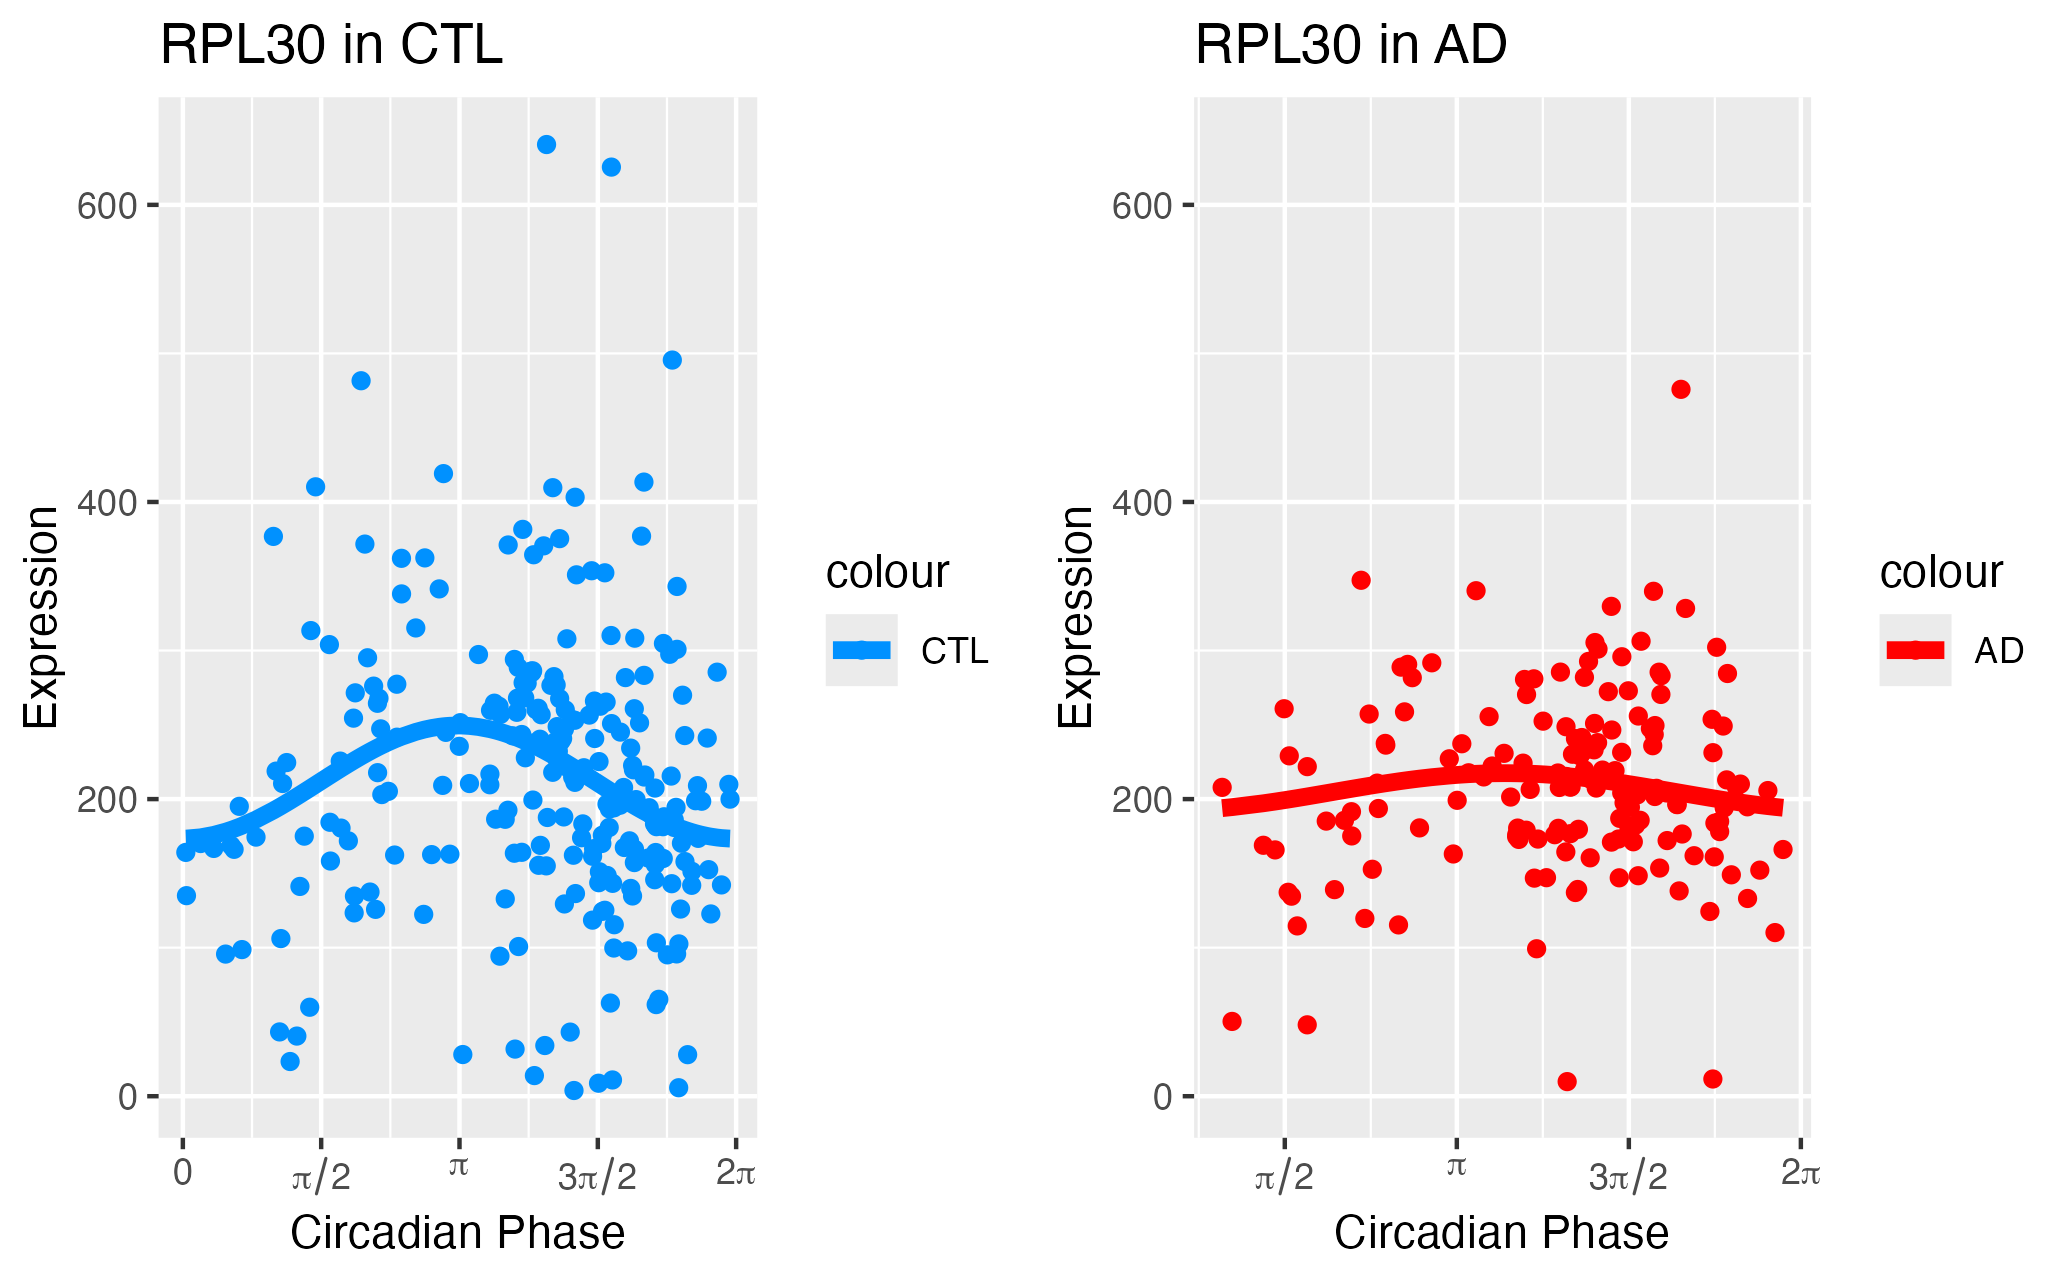 RPL30 in CTL
600
400
200
0
Expression
0 π/2 π 3π/2 2π
Circadian Phase
colour
CTL
RPL30 in AD
600
400
200
0
Expression
π/2 π 3π/2 2π
Circadian Phase
colour
AD